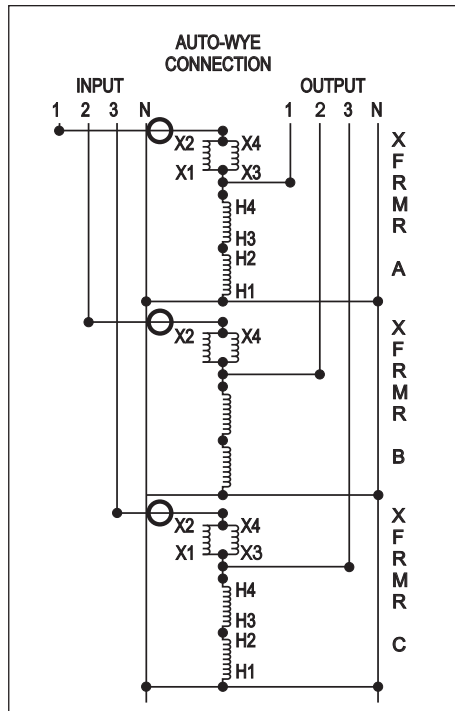 AUTO-WYE
CONNECTION
INPUT OUTPUT
1 2 3 N 1 2 3 N
X2 X4
X1 X3
H4
H3
H2
H1
X
F
R
M
R
A
X2 X4
X
F
R
M
R
B
X2 X4
X1 X3
H4
H3
H2
H1
X
F
R
M
R
C